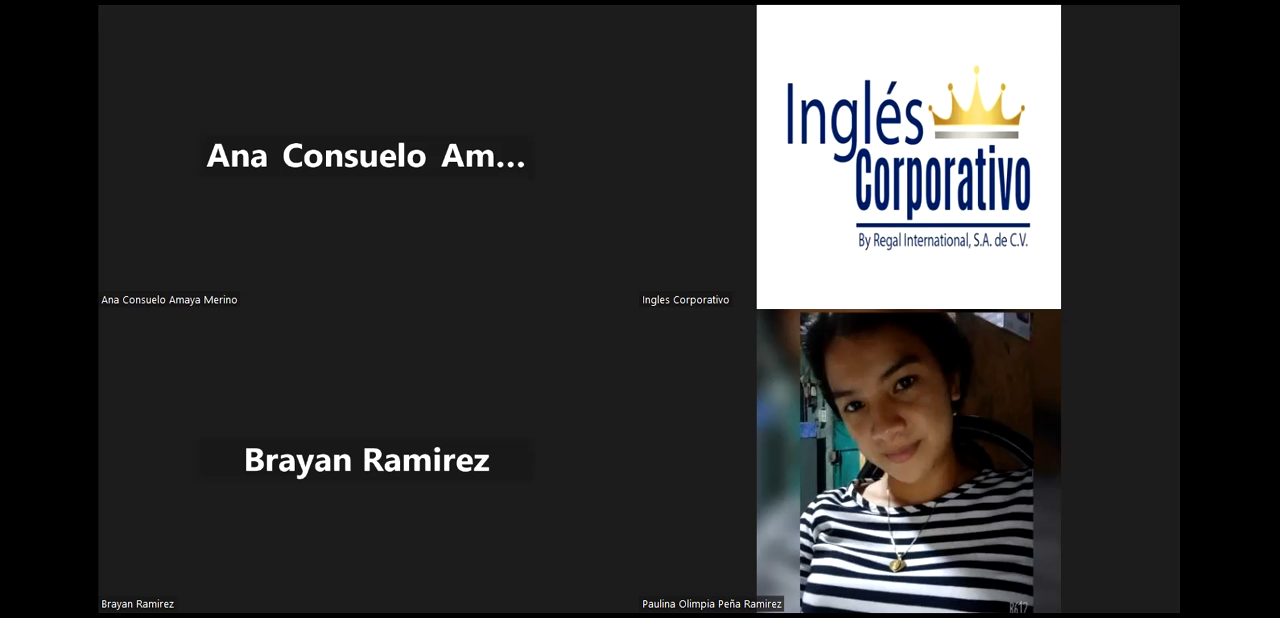 Ana Consuelo Am...
Ana Consuelo Amaya Merino
Inglés
Corporativo
By Regal International, S.A. de C.V.
Ingles Corporativo
Brayan Ramirez
Brayan Ramirez
Paulina Olimpia Peña Ramirez